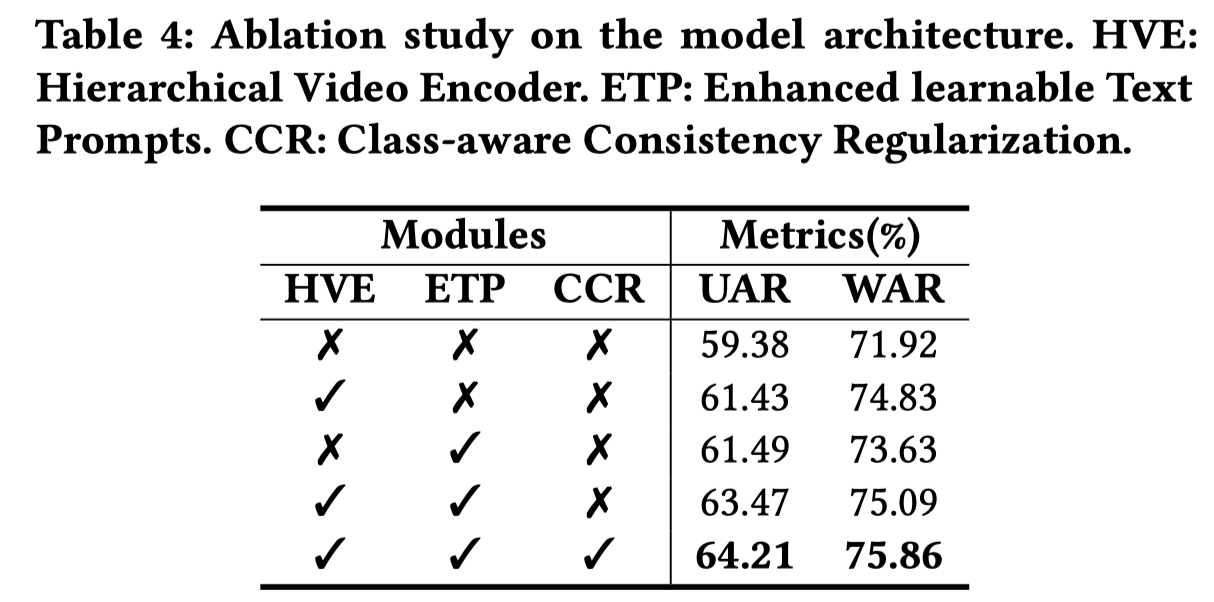 Table 4: Ablation study on the model architecture. HVE:
Hierarchical Video Encoder. ETP: Enhanced learnable Text
Prompts. CCR: Class-aware Consistency Regularization.
Modules Metrics(%)
HVE ETP CCR UAR WAR
✗ ✗ ✗ 59.38 71.92
✓ ✗ ✗ 61.43 74.83
✗ ✓ ✗ 61.49 73.63
✓ ✓ ✗ 63.47 75.09
✓ ✓ ✓ 64.21 75.86